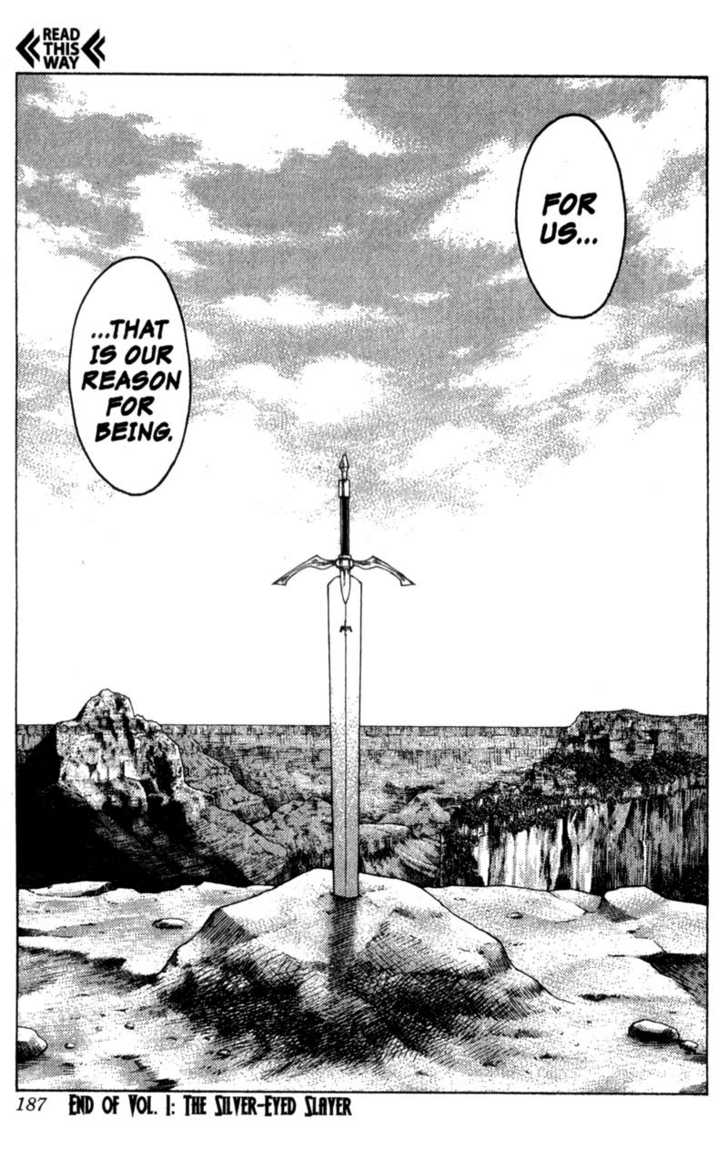 READ
THIS
WAY
FOR
US...
...THAT
IS OUR
REASON
FOR
BEING.
187 END OF VOL. 1: THE SILVER-EYED SLAYER